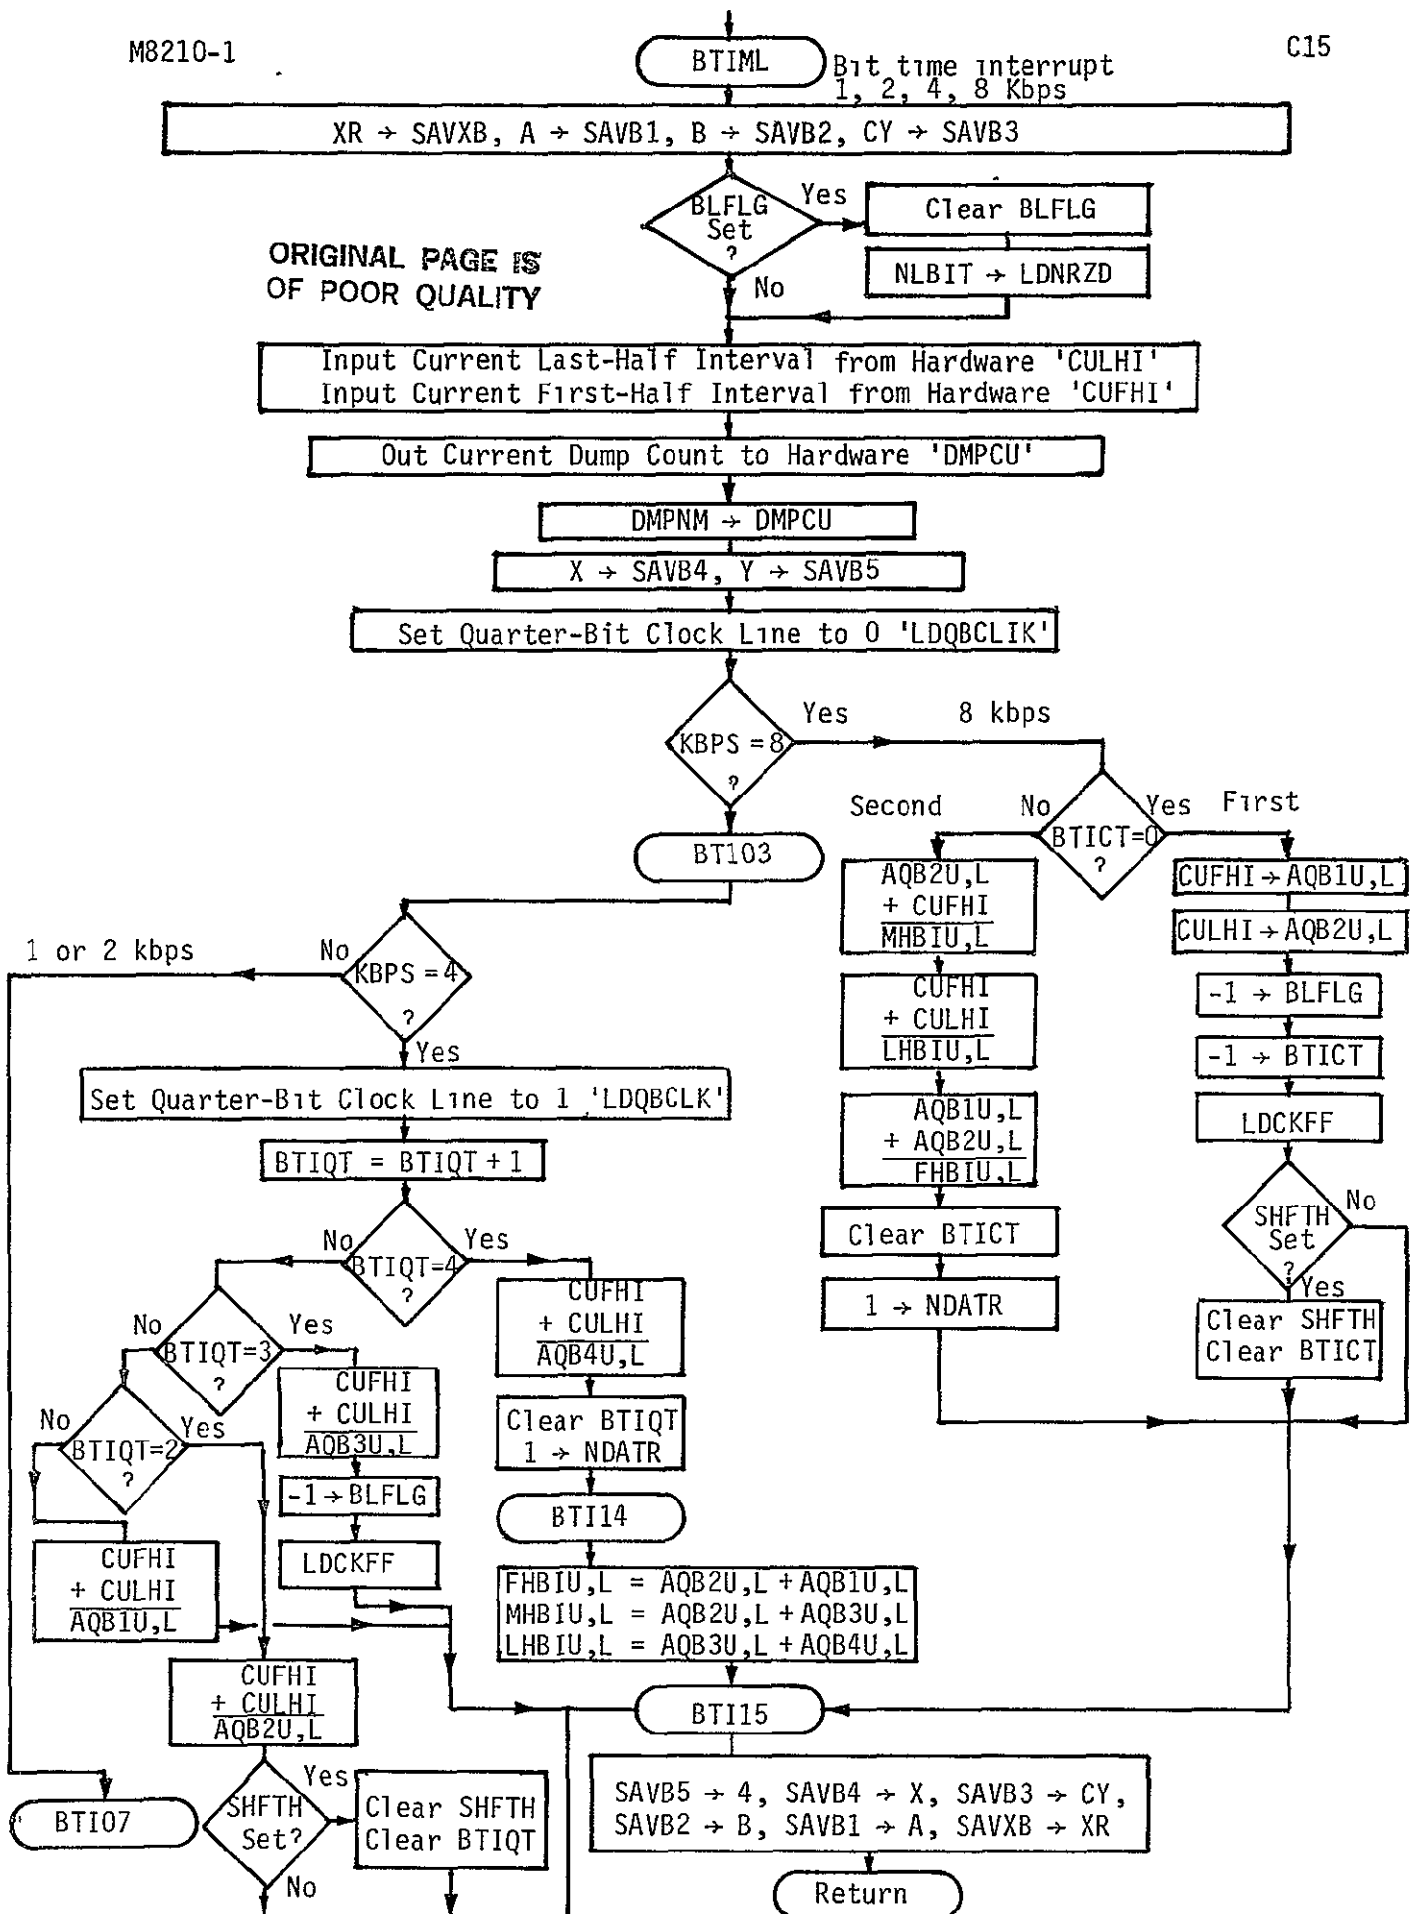 M8210-1
C15
BTIML
Bit time interrupt
1, 2, 4, 8 Kbps
XR → SAVXB, A → SAVB1, B → SAVB2, CY → SAVB3
BLFLG
Set
?
Yes
Clear BLFLG
NLBIT → LDNRZD
No
ORIGINAL PAGE IS
OF POOR QUALITY
Input Current Last-Half Interval from Hardware 'CULHI'
Input Current First-Half Interval from Hardware 'CUFHI'
Out Current Dump Count to Hardware 'DMPCU'
DMPNM → DMPCU
X → SAVB4, Y → SAVB5
Set Quarter-Bit Clock Line to 0 'LDQBCLIK'
KBPS = 8
?
Yes
8 kbps
BT103
Second
No
BTICT=0
?
Yes
First
AQB2U,L
+ CUFHI
MHBIU,L
CUFHI
+ CULHI
LHBIU,L
AQB1U,L
+ AQB2U,L
FHBIU,L
Clear BTICT
1 → NDATR
CUFHI → AQB1U,L
CULHI → AQB2U,L
-1 → BLFLG
-1 → BTICT
LDCKFF
SHFTH
Set
?
No
Yes
Clear SHFTH
Clear BTICT
1 or 2 kbps
No
KBPS = 4
?
Yes
Set Quarter-Bit Clock Line to 1 'LDQBCLK'
BTIQT = BTIQT + 1
No
BTIQT=4
?
Yes
CUFHI
+ CULHI
AQB4U,L
Clear BTIQT
1 → NDATR
BTI14
FHBIU,L = AQB2U,L + AQB1U,L
MHBIU,L = AQB2U,L + AQB3U,L
LHBIU,L = AQB3U,L + AQB4U,L
No
BTIQT=3
?
Yes
CUFHI
+ CULHI
AQB3U,L
-1 → BLFLG
LDCKFF
No
BTIQT=2
?
Yes
CUFHI
+ CULHI
AQB1U,L
CUFHI
+ CULHI
AQB2U,L
BTI15
SAVB5 → 4, SAVB4 → X, SAVB3 → CY,
SAVB2 → B, SAVB1 → A, SAVXB → XR
Return
BTI07
SHFTH
Set?
Yes
Clear SHFTH
Clear BTIQT
No